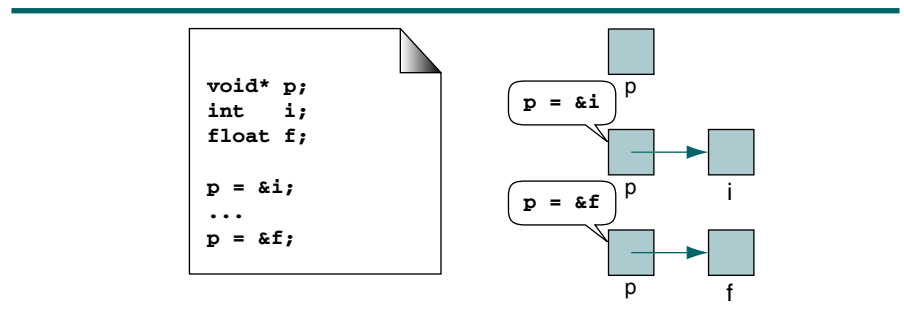 void* p;
int   i;
float f;
p = &i;
...
p = &f;
p
p = &i
p
i
p = &f
p
f